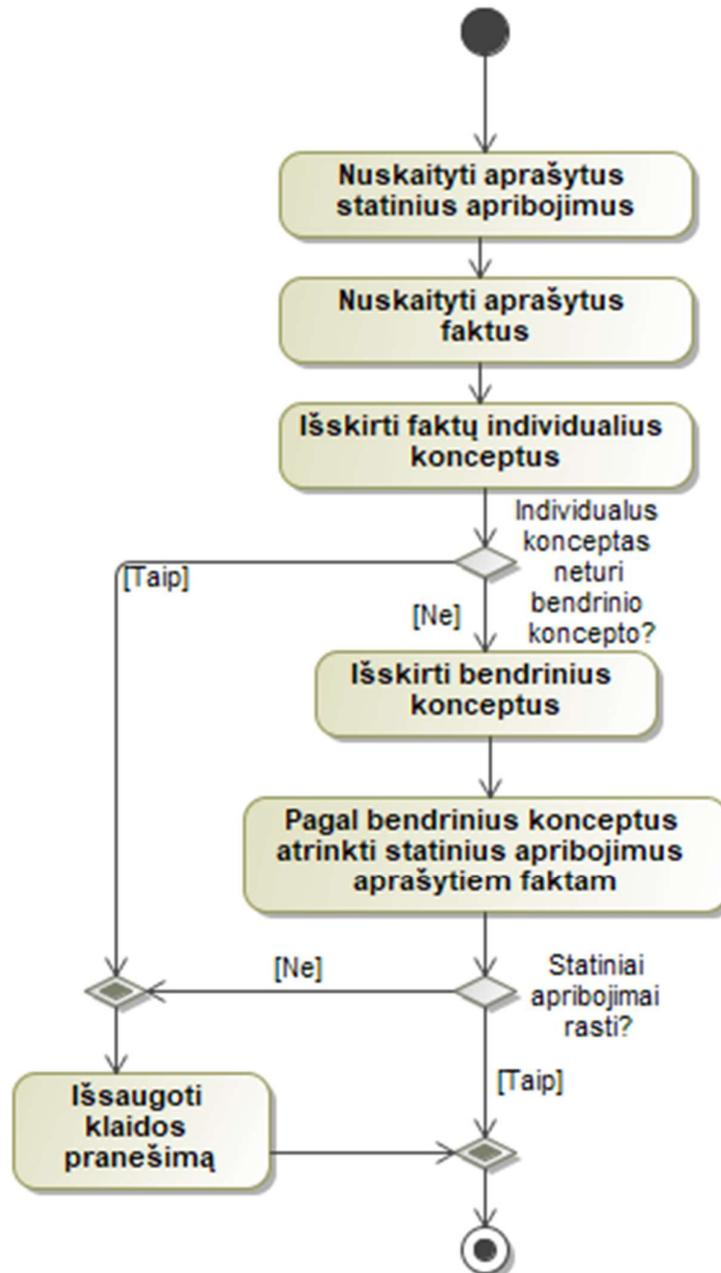 Nuskaityti aprašytus
statinius apribojimus
Nuskaityti aprašytus
faktus
Išskirti faktų individualius
konceptus
Individualus
konceptas
neturi
bendrinio
koncepto?
[Taip]
[Ne]
Išskirti bendrinius
konceptus
Pagal bendrinius konceptus
atrinkti statinius apribojimus
aprašytiem faktam
[Ne]
Statiniai
apribojimai
rasti?
[Taip]
Išsaugoti
klaidos
pranešimą